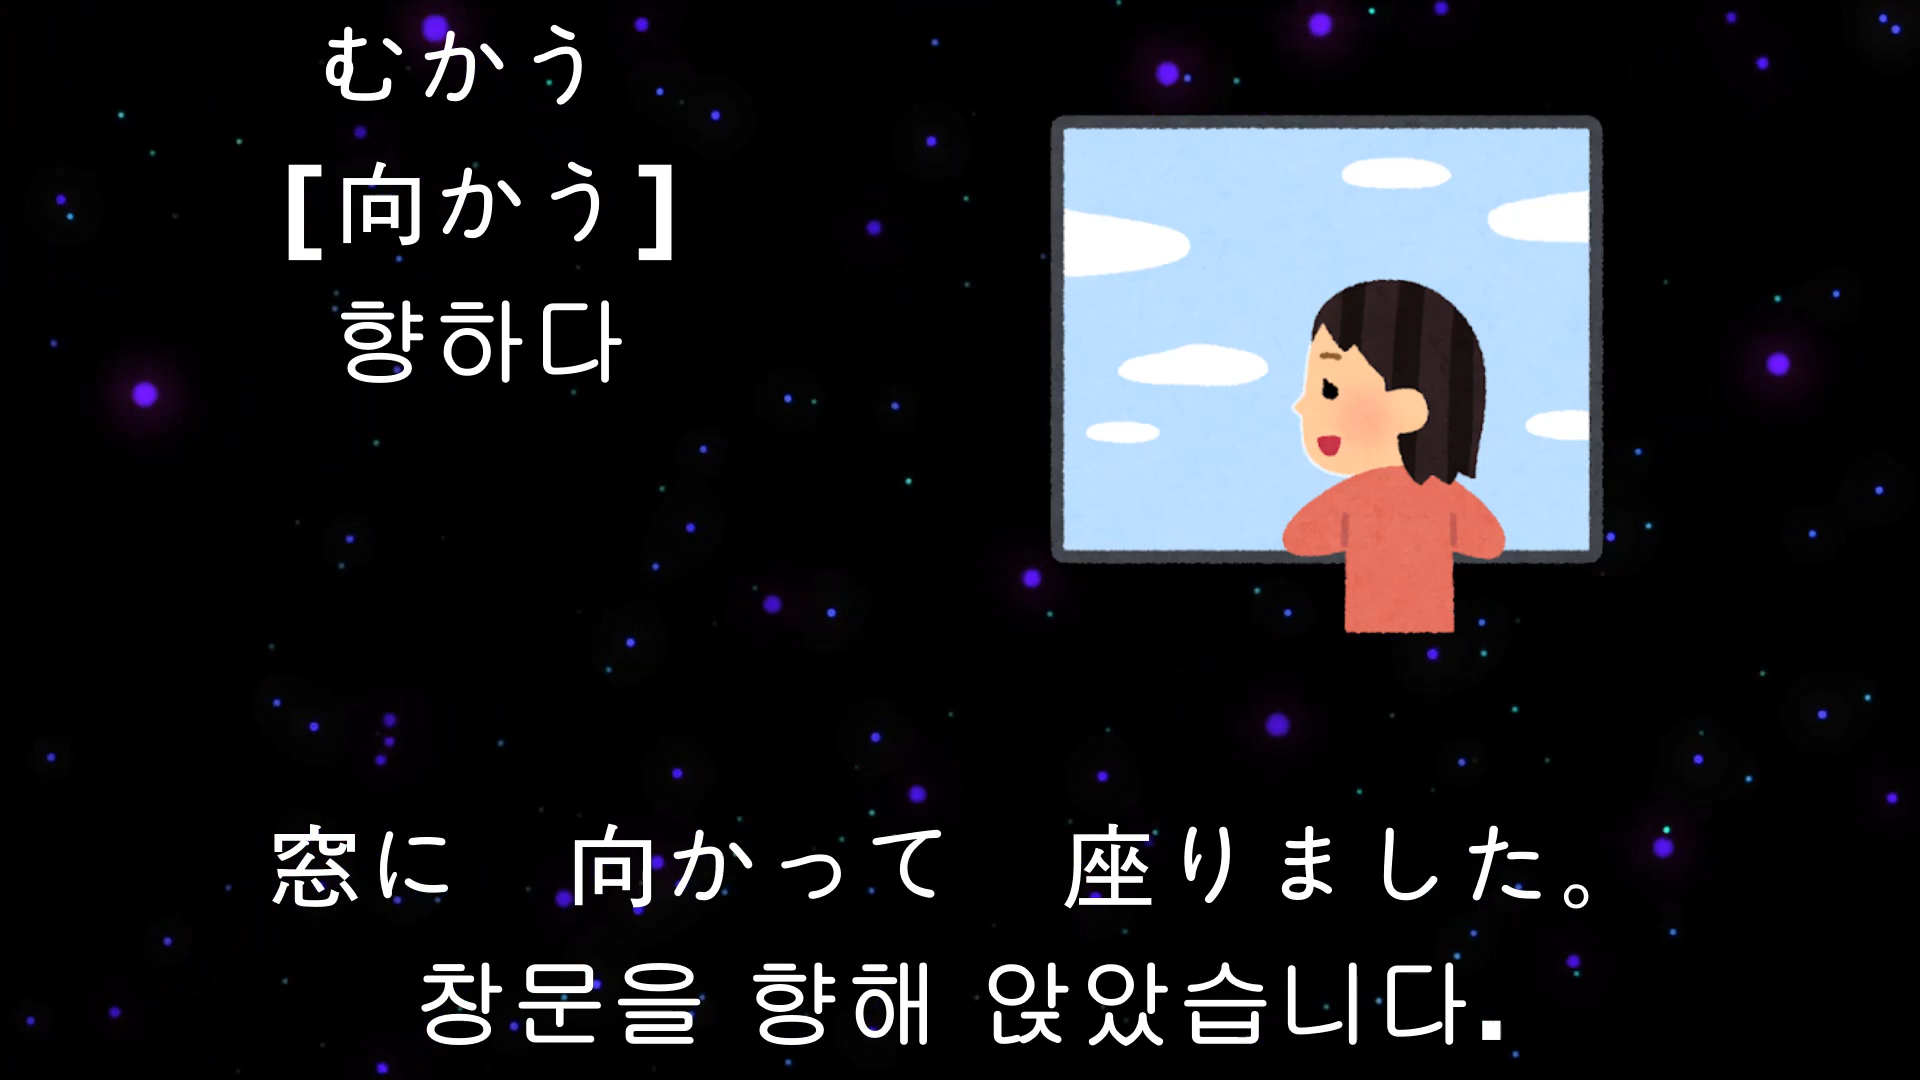 むかう
[向かう]
향하다
窓に 向かって 座りました。
창문을 향해 앉았습니다.